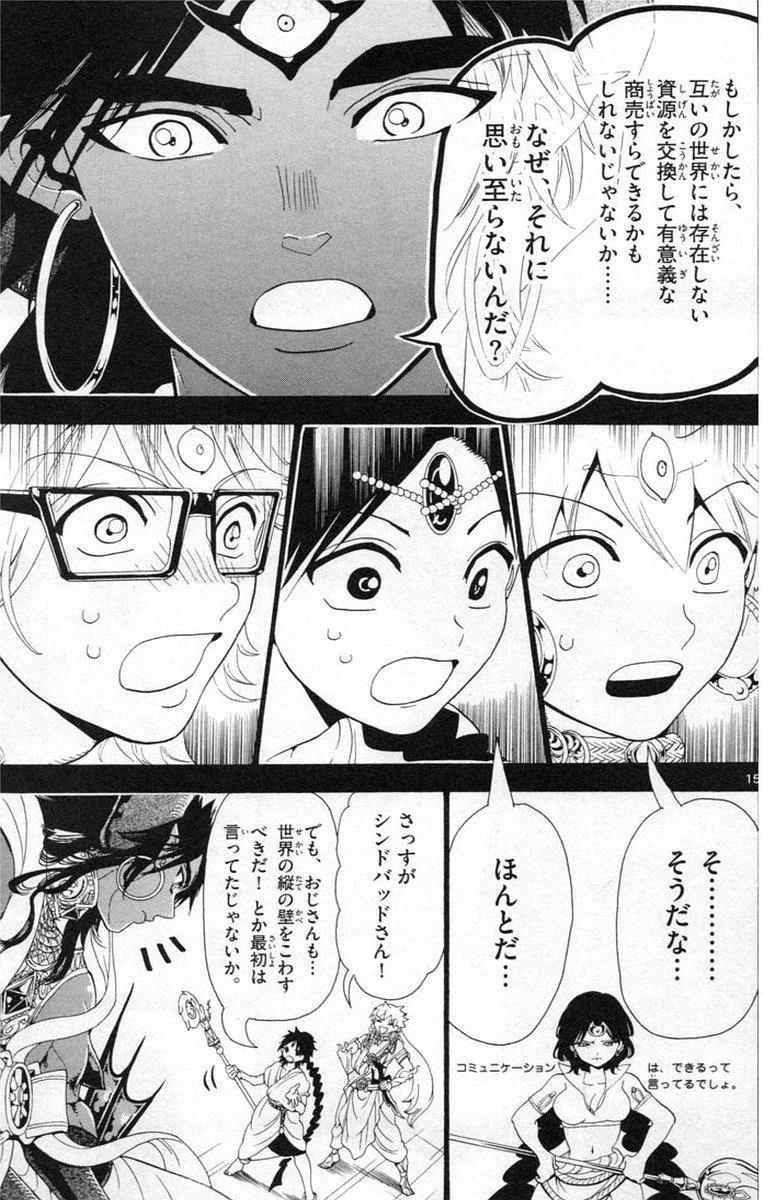 もしかしたら、
互いの世界には存在しない
資源を交換して有意義な
商売すらできるかも
しれないじゃないか……
なぜ、それに
思い至らないんだ?
15
そ…………
そうだな…
ほんとだ…
コミュニケーション
は、できるって
言ってるでしょ。
さっすが
シンドバッドさん!
でも、おじさんも…
世界の縦の壁をこわす
べきだ!とか最初は
言ってたじゃないか。